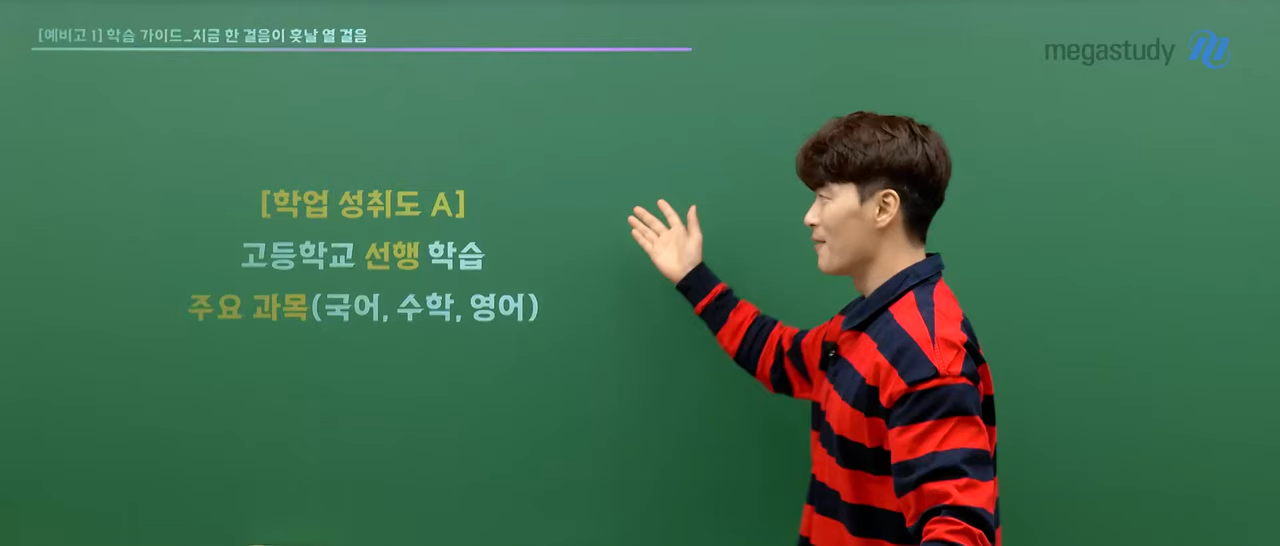 [예비고 1] 학습 가이드_지금 한 걸음이 훗날 열 걸음
megastudy
[학업 성취도 A]
고등학교 선행 학습
주요 과목(국어, 수학, 영어)